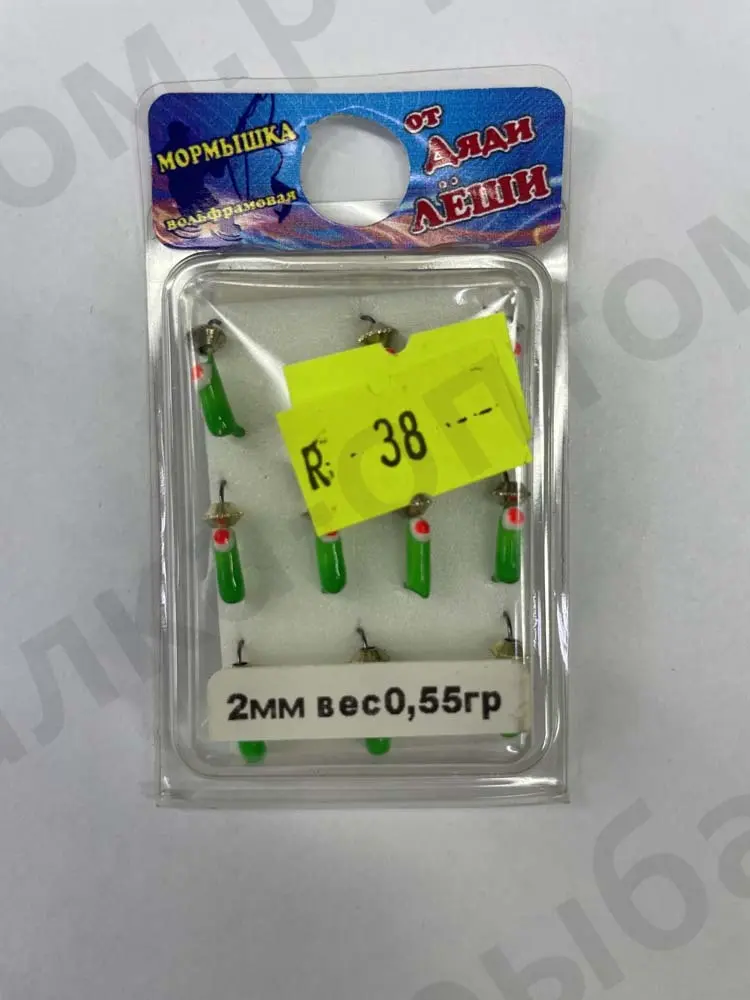 МОРМЫШКА
вольфрамовая
от
Дяди
ЛЁШИ
R - 38 --
2мм вес0,55гр